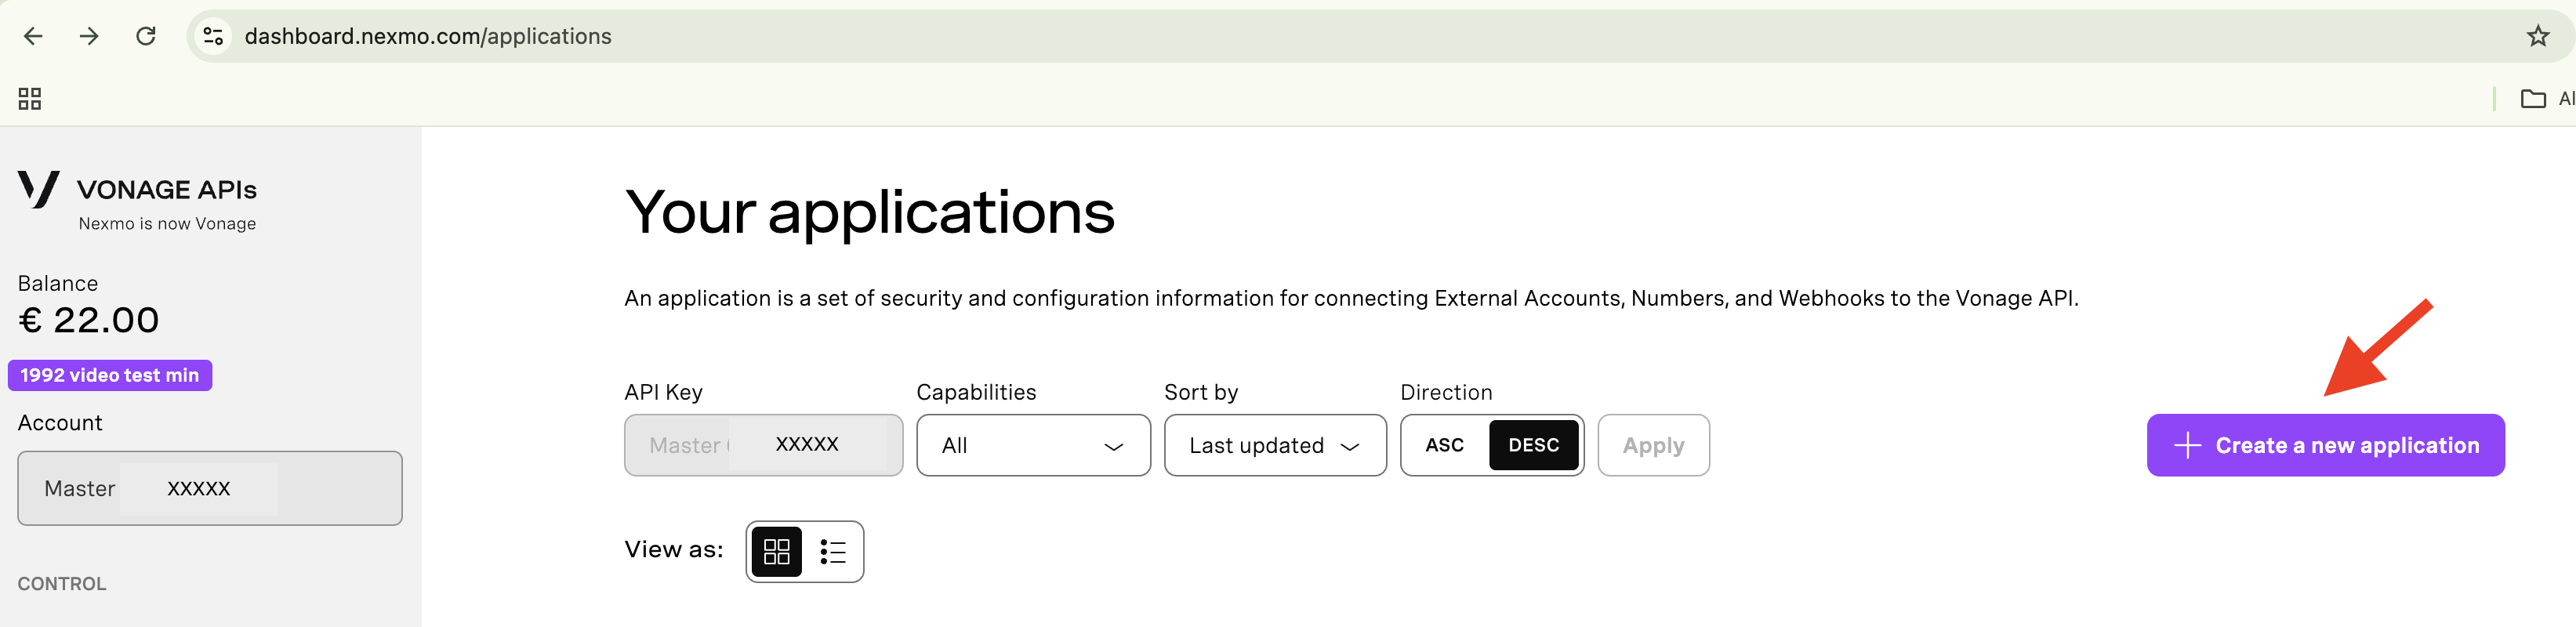 dashboard.nexmo.com/applications
VONAGE APIs
Nexmo is now Vonage
Balance
€ 22.00
1992 video test min
Account
Master XXXXX
CONTROL
Your applications
An application is a set of security and configuration information for connecting External Accounts, Numbers, and Webhooks to the Vonage API.
API Key
Master XXXXX
Capabilities
All
Sort by
Last updated
Direction
ASC DESC
Apply
Create a new application
View as: